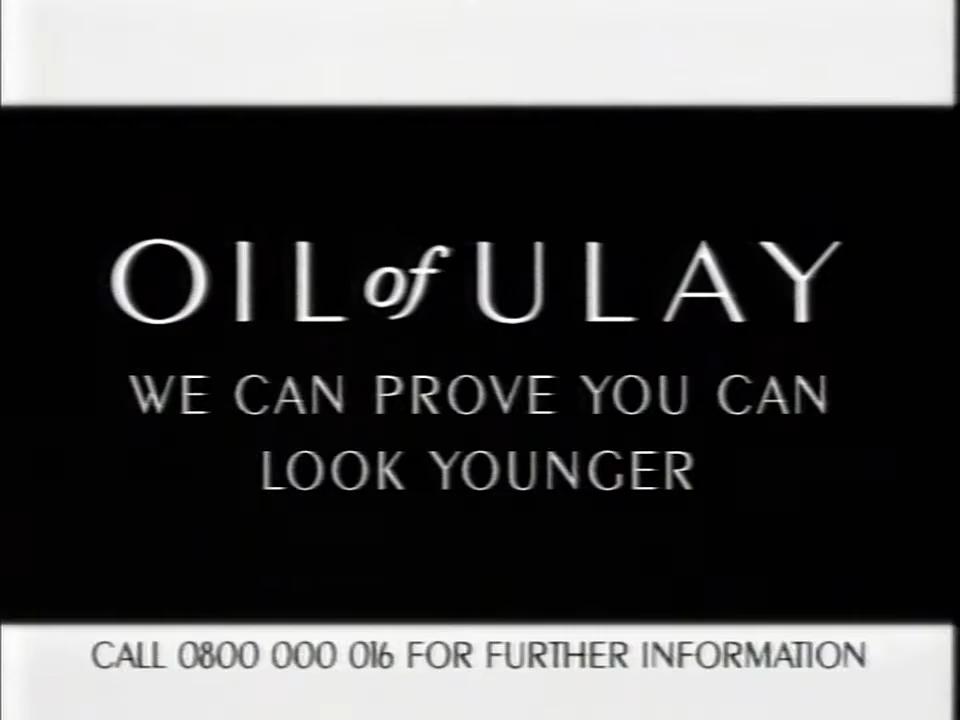 OIL of ULAY
WE CAN PROVE YOU CAN
LOOK YOUNGER
CALL 0800 000 016 FOR FURTHER INFORMATION